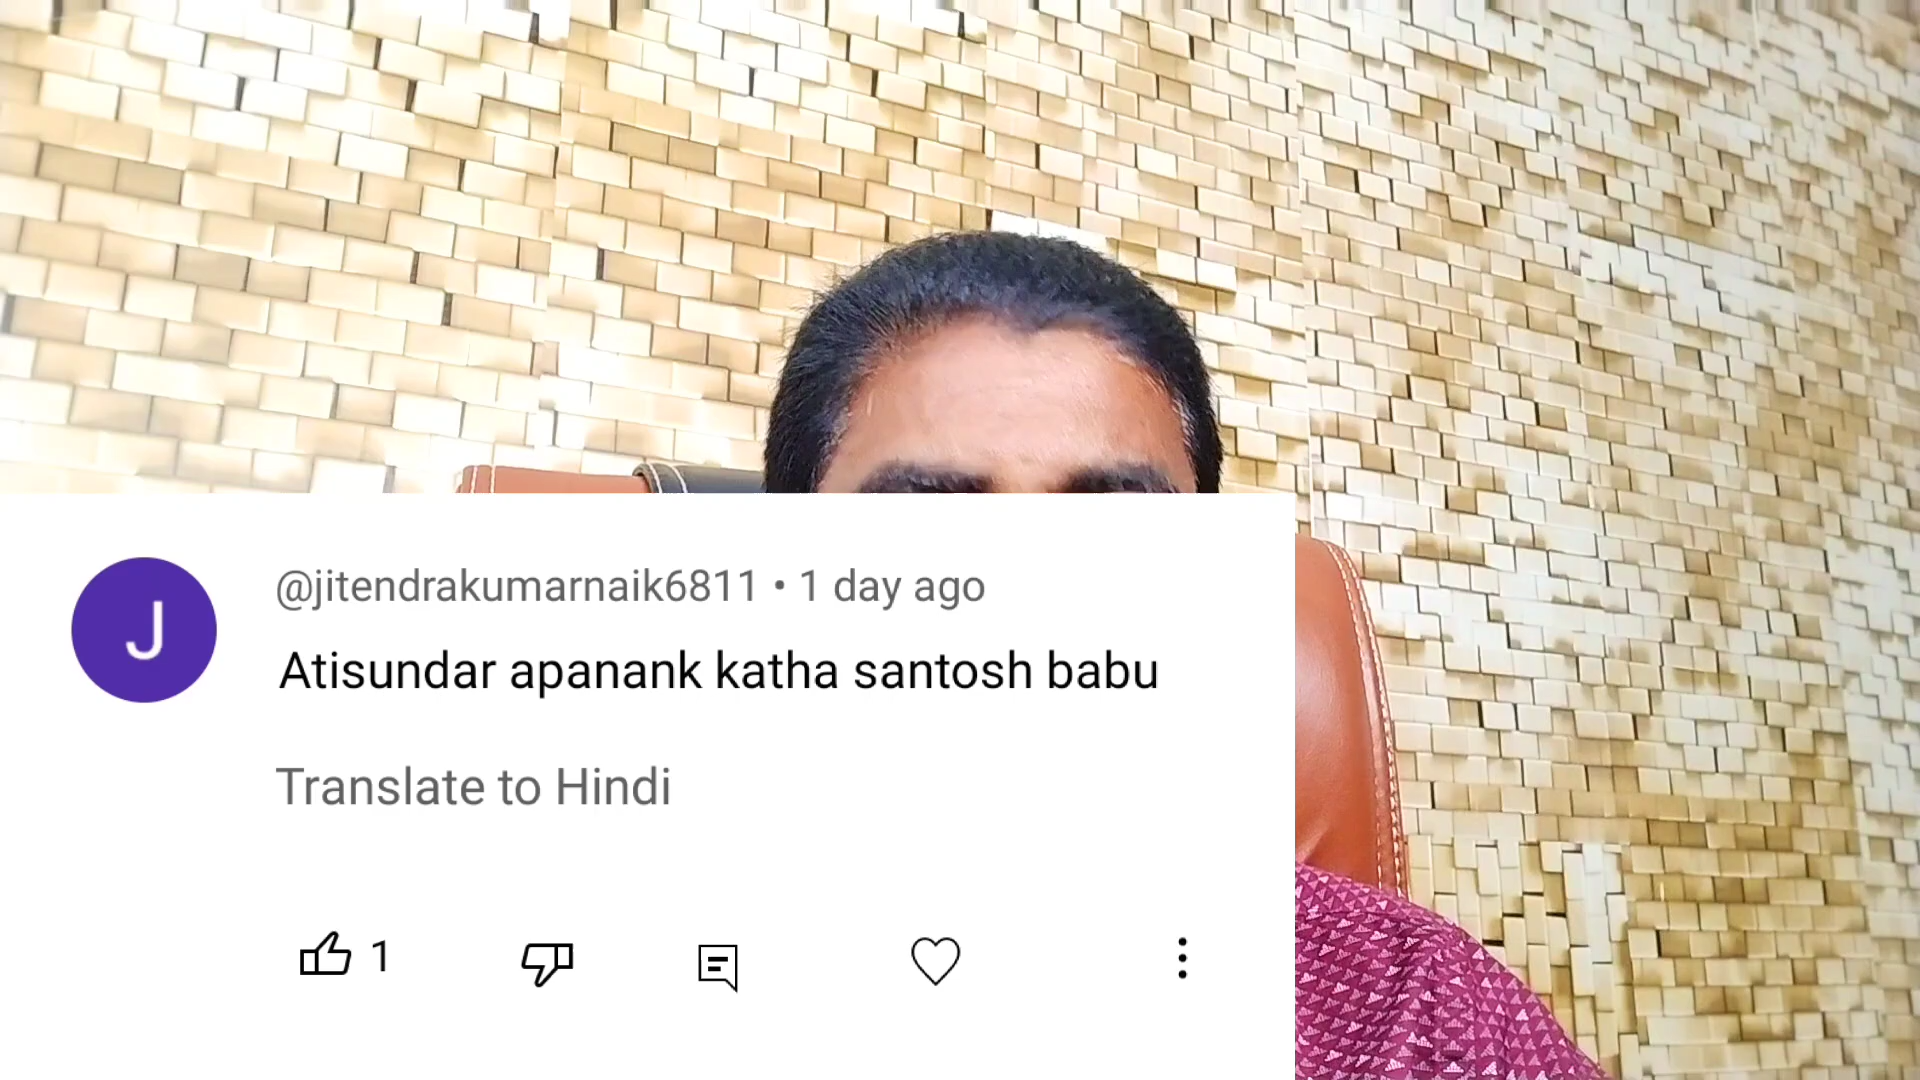 J
@jitendrakumarnaik6811 • 1 day ago
Atisundar apanank katha santosh babu
Translate to Hindi
1